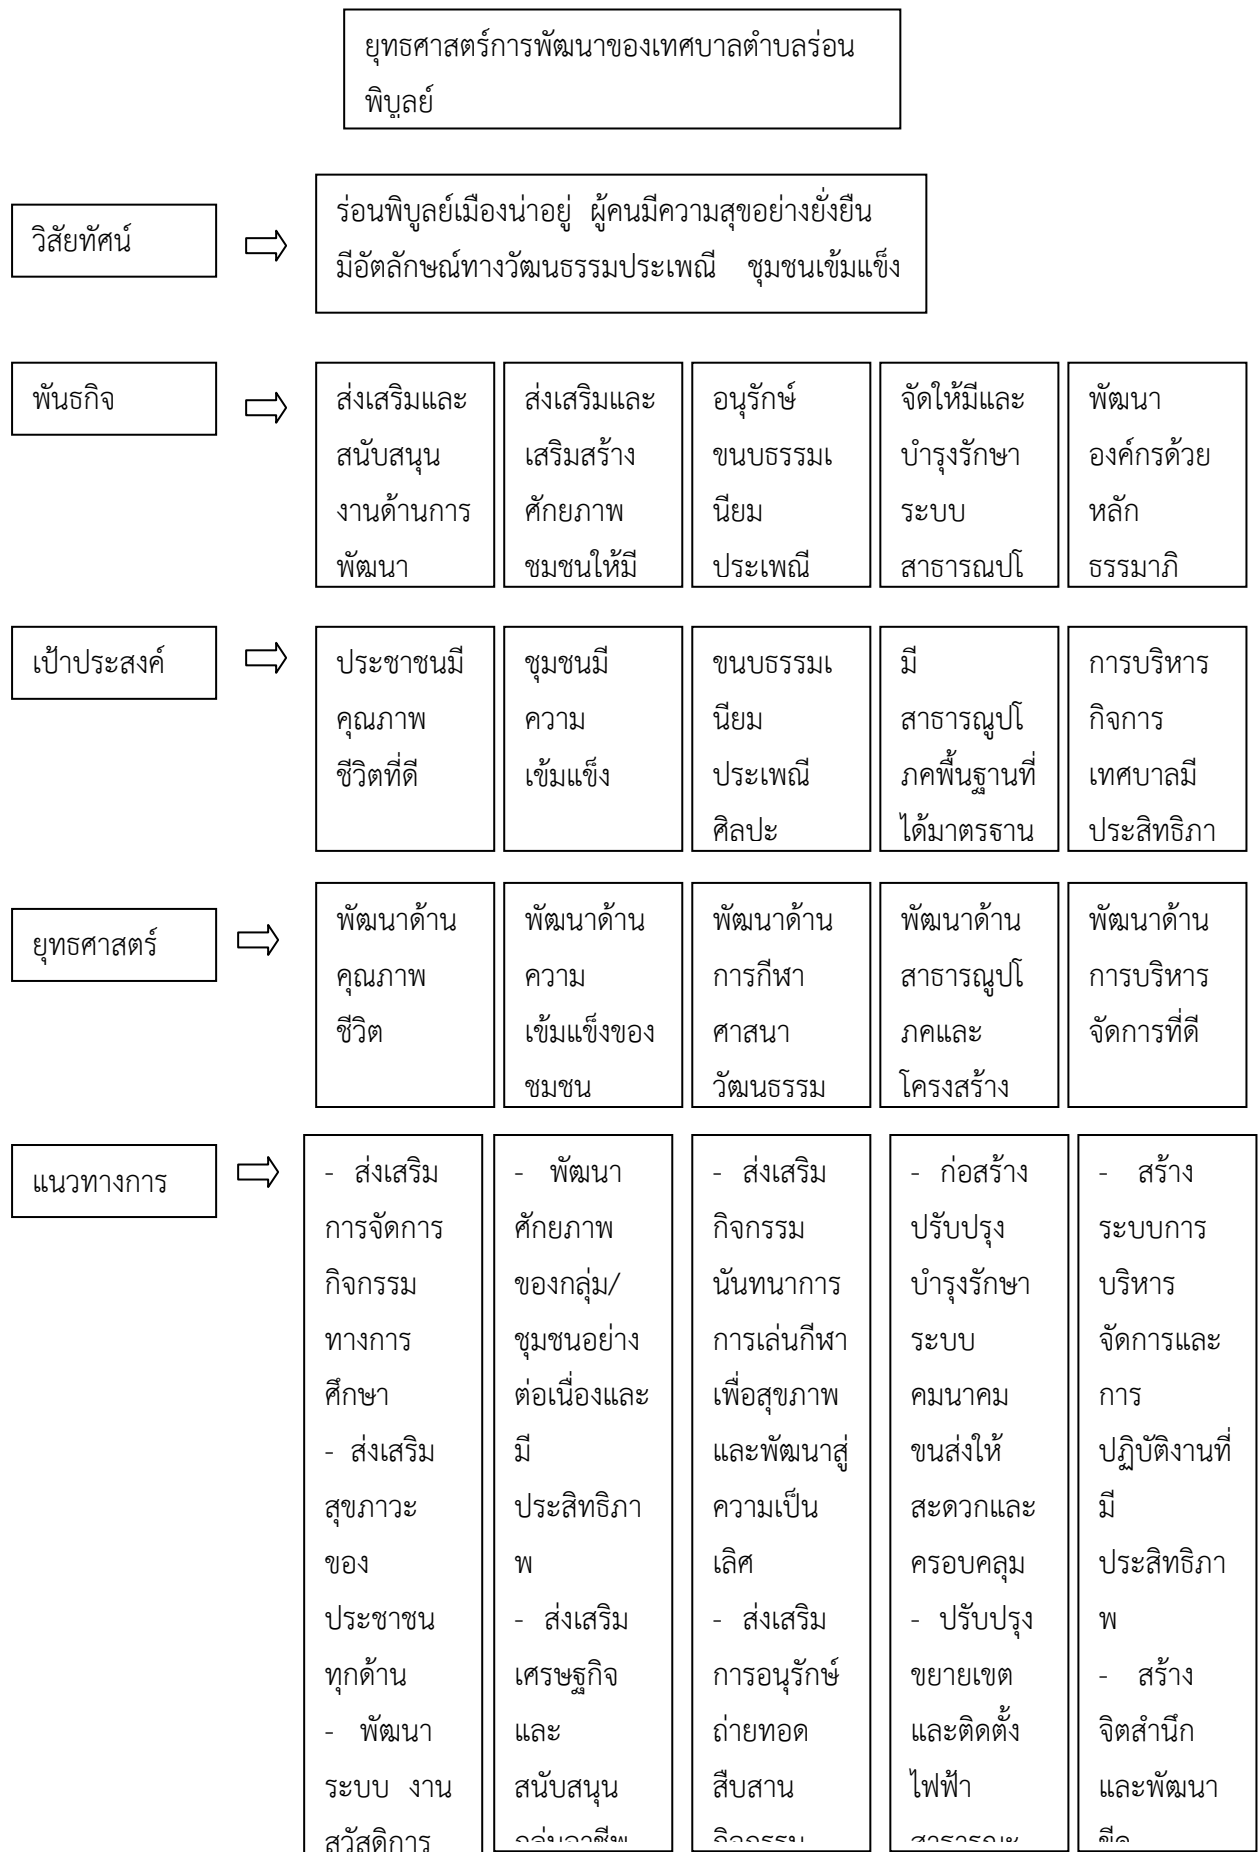 ยุทธศาสตร์การพัฒนาของเทศบาลตำบลร่อน
พิบูลย์
วิสัยทัศน์
ร่อนพิบูลย์เมืองน่าอยู่ ผู้คนมีความสุขอย่างยั่งยืน
มีอัตลักษณ์ทางวัฒนธรรมประเพณี ชุมชนเข้มแข็ง
พันธกิจ
ส่งเสริมและ
สนับสนุน
งานด้านการ
พัฒนา
ส่งเสริมและ
เสริมสร้าง
ศักยภาพ
ชุมชนให้มี
อนุรักษ์
ขนบธรรมเ
นียม
ประเพณี
จัดให้มีและ
บำรุงรักษา
ระบบ
สาธารณปโ
พัฒนา
องค์กรด้วย
หลัก
ธรรมาภิ
เป้าประสงค์
ประชาชนมี
คุณภาพ
ชีวิตที่ดี
ชุมชนมี
ความ
เข้มแข็ง
ขนบธรรมเ
นียม
ประเพณี
ศิลปะ
มี
สาธารณูปโ
ภคพื้นฐานที่
ได้มาตรฐาน
การบริหาร
กิจการ
เทศบาลมี
ประสิทธิภา
ยุทธศาสตร์
พัฒนาด้าน
คุณภาพ
ชีวิต
พัฒนาด้าน
ความ
เข้มแข็งของ
ชุมชน
พัฒนาด้าน
การกีฬา
ศาสนา
วัฒนธรรม
พัฒนาด้าน
สาธารณูปโ
ภคและ
โครงสร้าง
พัฒนาด้าน
การบริหาร
จัดการที่ดี
แนวทางการ
- ส่งเสริม
การจัดการ
กิจกรรม
ทางการ
ศึกษา
- ส่งเสริม
สุขภาวะ
ของ
ประชาชน
ทุกด้าน
- พัฒนา
ระบบ งาน
สวัสดิการ
- พัฒนา
ศักยภาพ
ของกลุ่ม/
ชุมชนอย่าง
ต่อเนื่องและ
มี
ประสิทธิภา
พ
- ส่งเสริม
เศรษฐกิจ
และ
สนับสนุน
กลุ่มอาชีพ
- ส่งเสริม
กิจกรรม
นันทนาการ
การเล่นกีฬา
เพื่อสุขภาพ
และพัฒนาสู่
ความเป็น
เลิศ
- ส่งเสริม
การอนุรักษ์
ถ่ายทอด
สืบสาน
กิจกรรม
- ก่อสร้าง
ปรับปรุง
บำรุงรักษา
ระบบ
คมนาคม
ขนส่งให้
สะดวกและ
ครอบคลุม
- ปรับปรุง
ขยายเขต
และติดตั้ง
ไฟฟ้า
สาธารณะ
- สร้าง
ระบบการ
บริหาร
จัดการและ
การ
ปฏิบัติงานที่
มี
ประสิทธิภา
พ
- สร้าง
จิตสำนึก
และพัฒนา